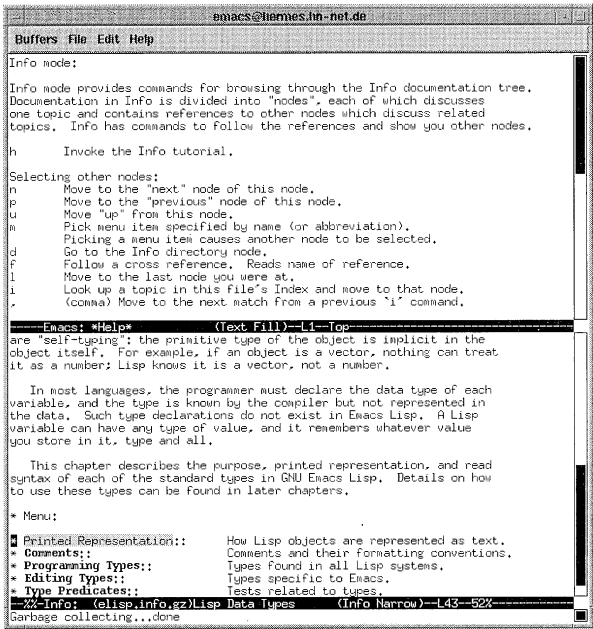 emacs@hermes.hn-net.de
Buffers File Edit Help
Info mode:
Info mode provides commands for browsing through the Info documentation tree.
Documentation in Info is divided into "nodes", each of which discusses
one topic and contains references to other nodes which discuss related
topics.  Info has commands to follow the references and show you other nodes.
h       Invoke the Info tutorial.
Selecting other nodes:
n       Move to the "next" node of this node.
p       Move to the "previous" node of this node.
u       Move "up" from this node.
m       Pick menu item specified by name (or abbreviation).
        Picking a menu item causes another node to be selected.
d       Go to the Info directory node.
f       Follow a cross reference.  Reads name of reference.
l       Move to the last node you were at.
i       Look up a topic in this file's Index and move to that node.
,       (comma) Move to the next match from a previous `i' command.
-----Emacs: *Help*              (Text Fill)--L1--Top-----
are "self-typing": the primitive type of the object is implicit in the
object itself.  For example, if an object is a vector, nothing can treat
it as a number; Lisp knows it is a vector, not a number.
   In most languages, the programmer must declare the data type of each
variable, and the type is known by the compiler but not represented in
the data.  Such type declarations do not exist in Emacs Lisp.  A Lisp
variable can have any type of value, and it remembers whatever value
you store in it, type and all.
   This chapter describes the purpose, printed representation, and read
syntax of each of the standard types in GNU Emacs Lisp.  Details on how
to use these types can be found in later chapters.
* Menu:
* Printed Representation::      How Lisp objects are represented as text.
* Comments::                    Comments and their formatting conventions.
* Programming Types::           Types found in all Lisp systems.
* Editing Types::               Types specific to Emacs.
* Type Predicates::             Tests related to types.
--%%-Info:  (elisp.info.gz)Lisp Data Types      (Info Narrow)--L43--52%-----
Garbage collecting...done